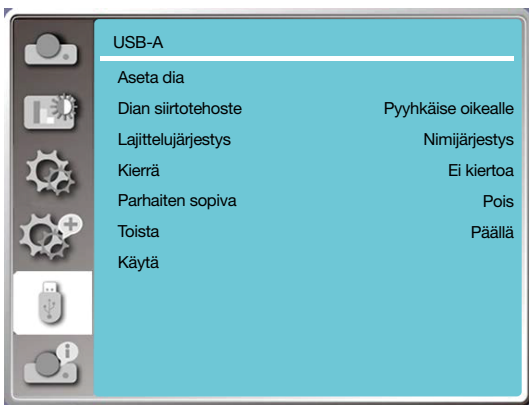 USB-A
Aseta dia
Dian siirtotehoste Pyyhkäise oikealle
Lajittelujärjestys Nimijärjestys
Kierrä Ei kiertoa
Parhaiten sopiva Pois
Toista Päällä
Käytä